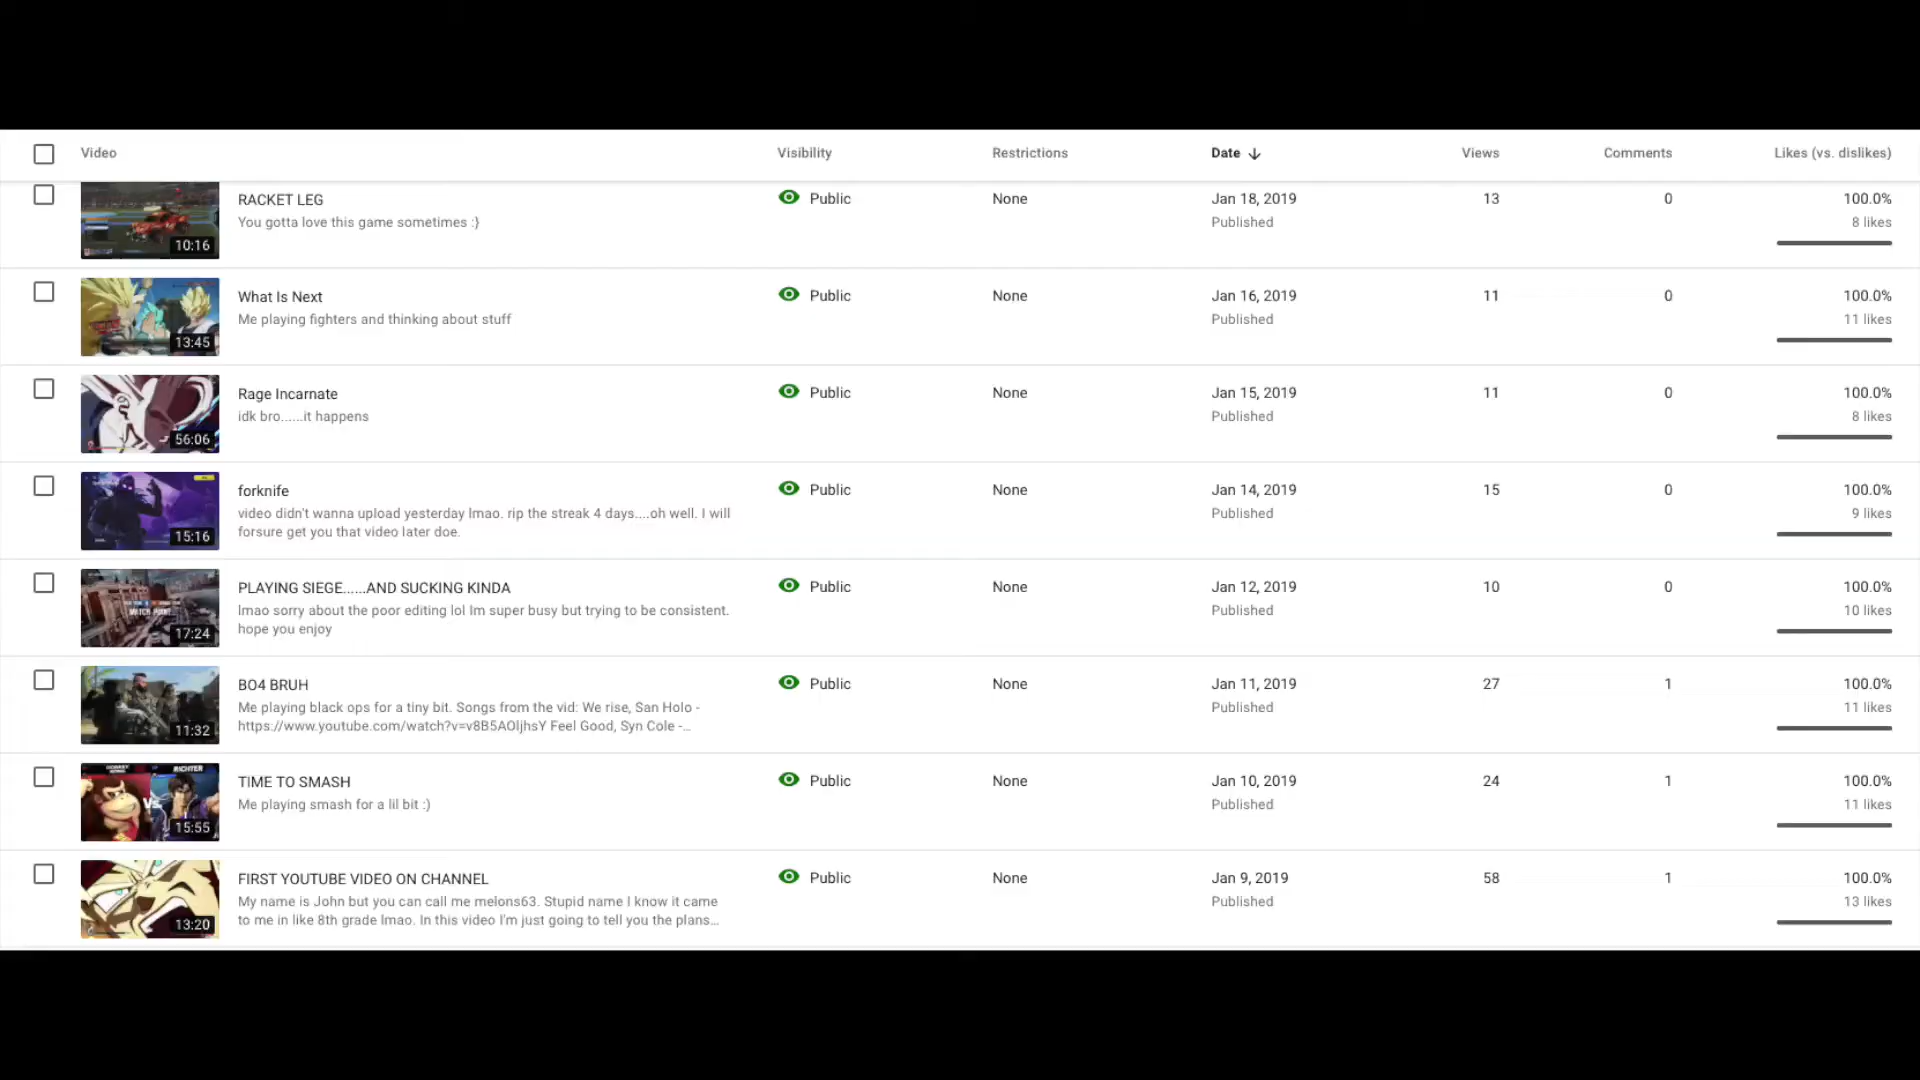 Video Visibility Restrictions Date Views Comments Likes (vs. dislikes)
RACKET LEG Public None Jan 18, 2019 13 0 100.0%
You gotta love this game sometimes :} Published 8 likes
10:16
What Is Next Public None Jan 16, 2019 11 0 100.0%
Me playing fighters and thinking about stuff Published 11 likes
13:45
Rage Incarnate Public None Jan 15, 2019 11 0 100.0%
idk bro......it happens Published 8 likes
56:06
forknife Public None Jan 14, 2019 15 0 100.0%
video didn't wanna upload yesterday lmao. rip the streak 4 days....oh well. I will Published 9 likes
forsure get you that video later doe.
15:16
PLAYING SIEGE......AND SUCKING KINDA Public None Jan 12, 2019 10 0 100.0%
lmao sorry about the poor editing lol Im super busy but trying to be consistent. Published 10 likes
hope you enjoy
17:24
BO4 BRUH Public None Jan 11, 2019 27 1 100.0%
Me playing black ops for a tiny bit. Songs from the vid: We rise, San Holo - Published 11 likes
https://www.youtube.com/watch?v=v8B5AOljhsY Feel Good, Syn Cole -...
11:32
RICHTER
TIME TO SMASH Public None Jan 10, 2019 24 1 100.0%
Me playing smash for a lil bit :) Published 11 likes
Vs.
15:55
FIRST YOUTUBE VIDEO ON CHANNEL Public None Jan 9, 2019 58 1 100.0%
My name is John but you can call me melons63. Stupid name I know it came Published 13 likes
to me in like 8th grade lmao. In this video I'm just going to tell you the plans...
13:20